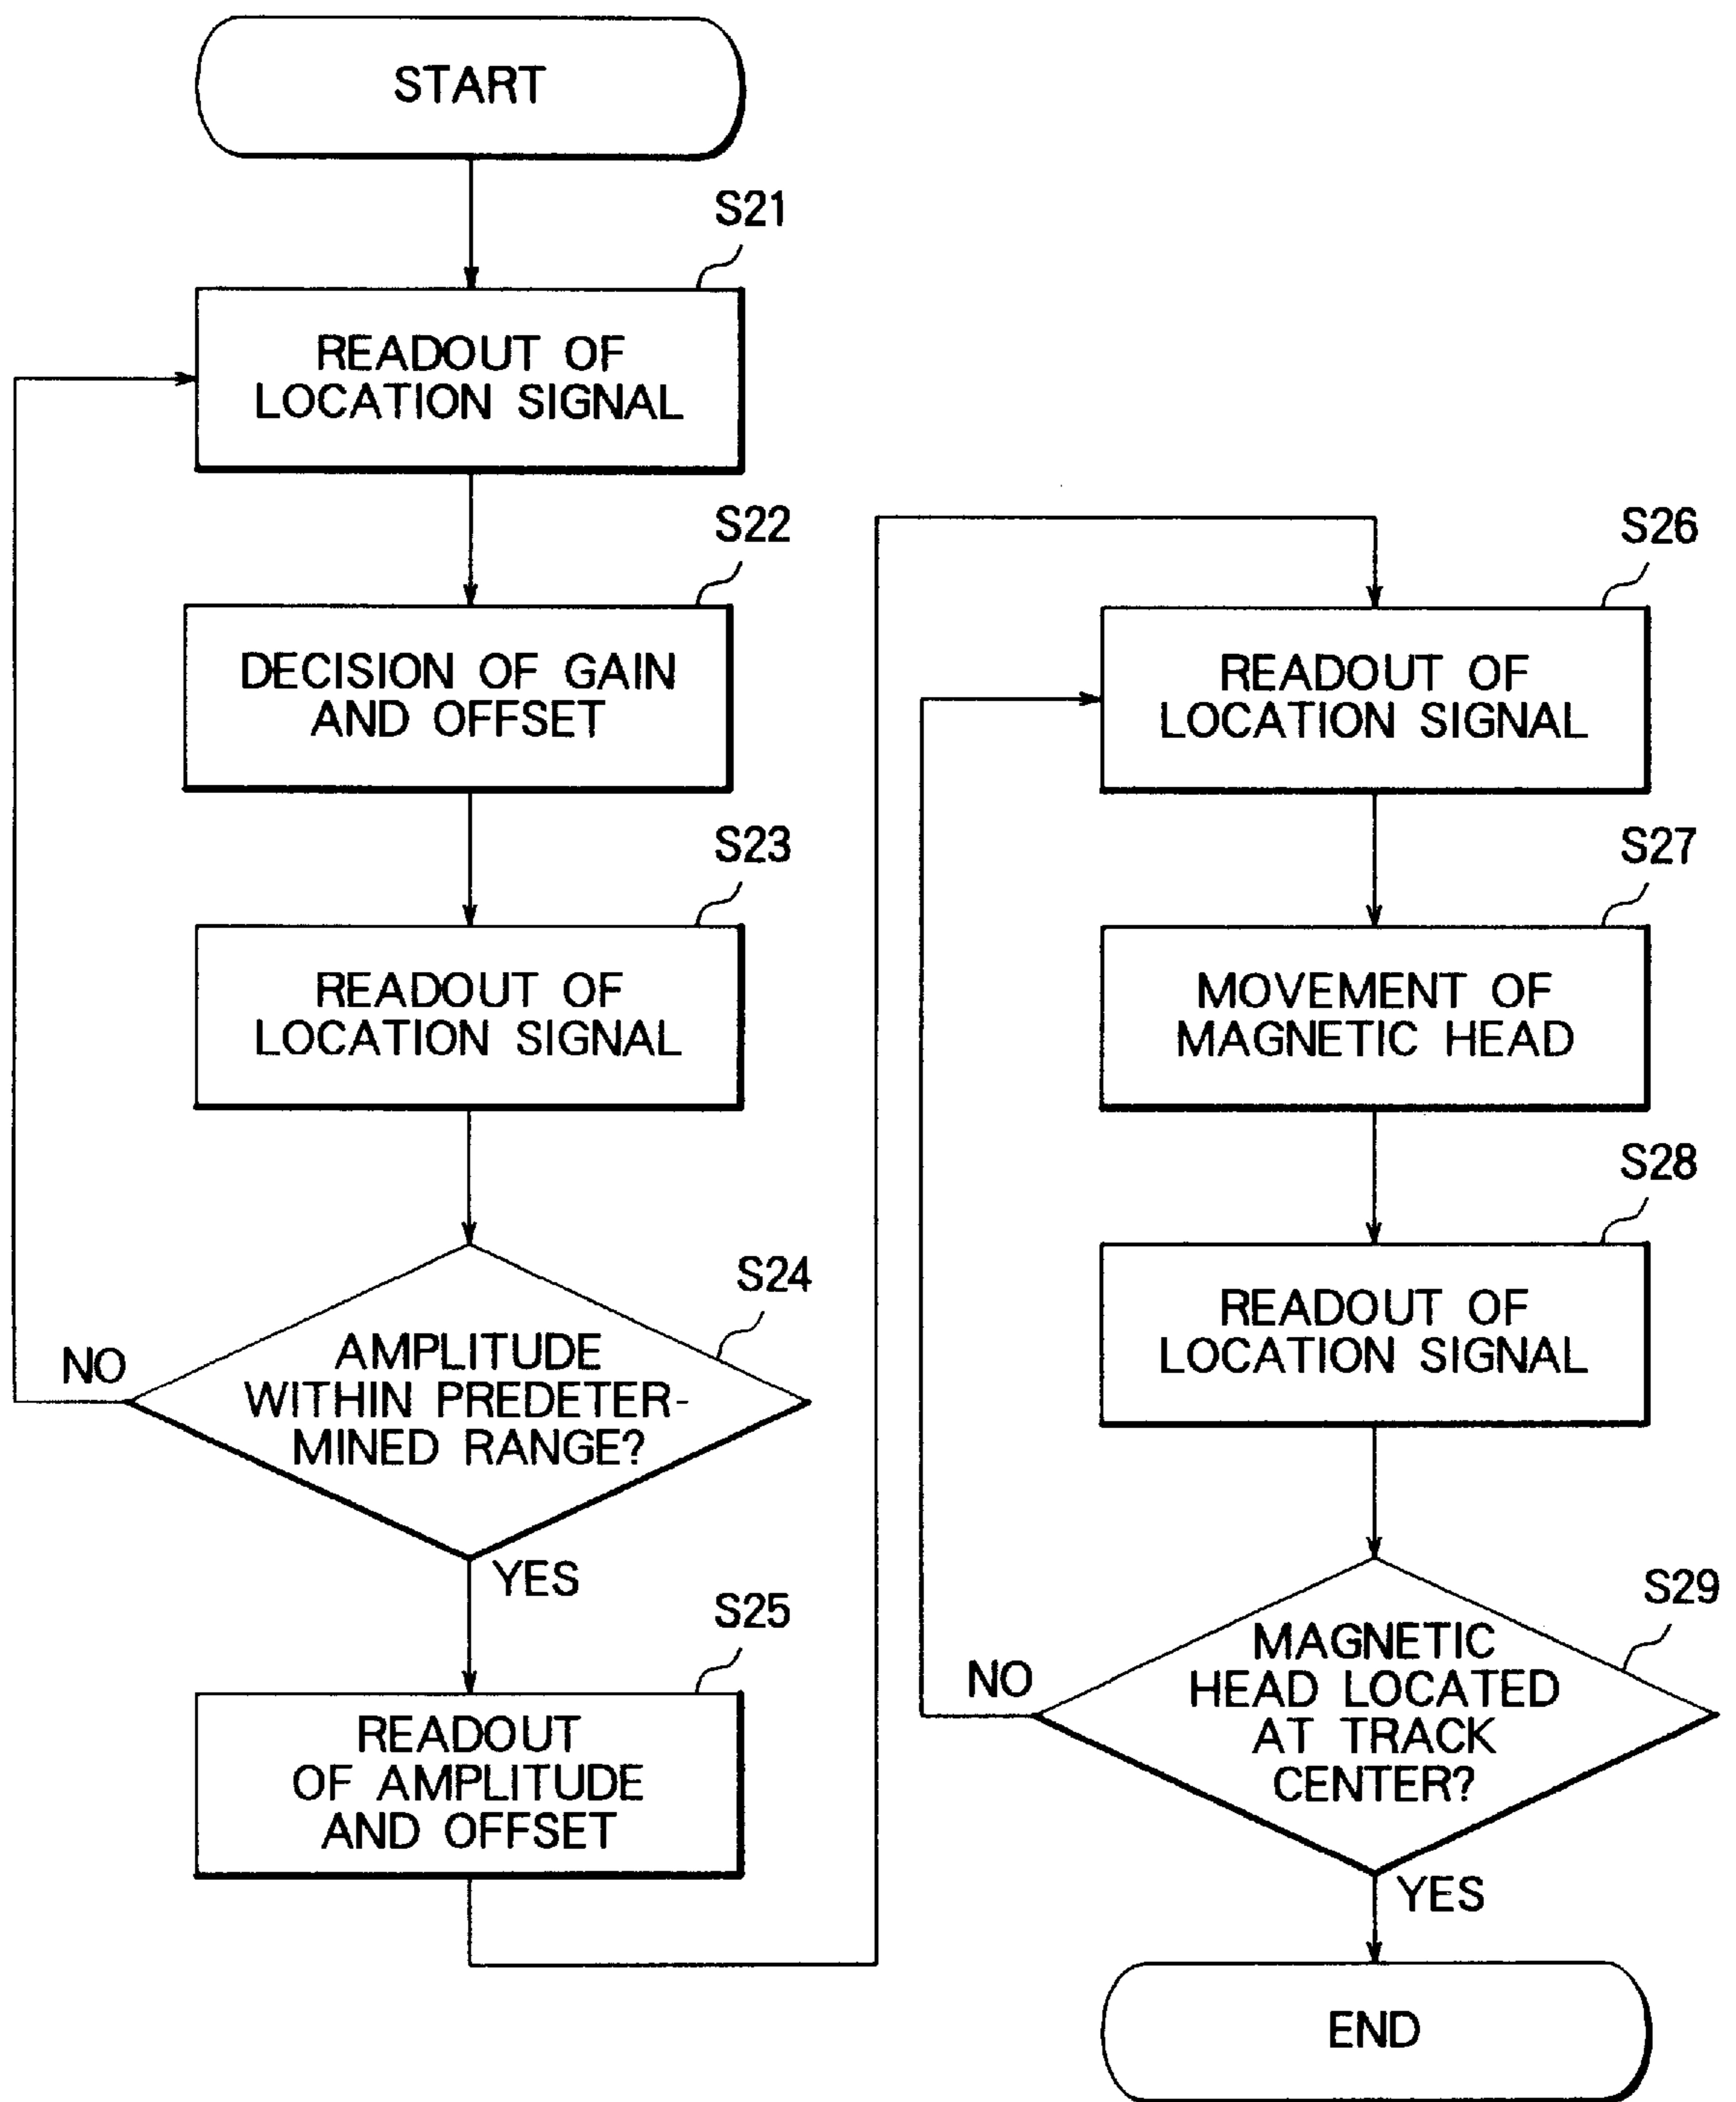 START
S21
READOUT OF
LOCATION SIGNAL
S22
DECISION OF GAIN
AND OFFSET
S23
READOUT OF
LOCATION SIGNAL
S24
AMPLITUDE
WITHIN PREDETER-
MINED RANGE?
NO
YES
S25
READOUT
OF AMPLITUDE
AND OFFSET
S26
READOUT OF
LOCATION SIGNAL
S27
MOVEMENT OF
MAGNETIC HEAD
S28
READOUT OF
LOCATION SIGNAL
S29
MAGNETIC
HEAD LOCATED
AT TRACK
CENTER?
NO
YES
END